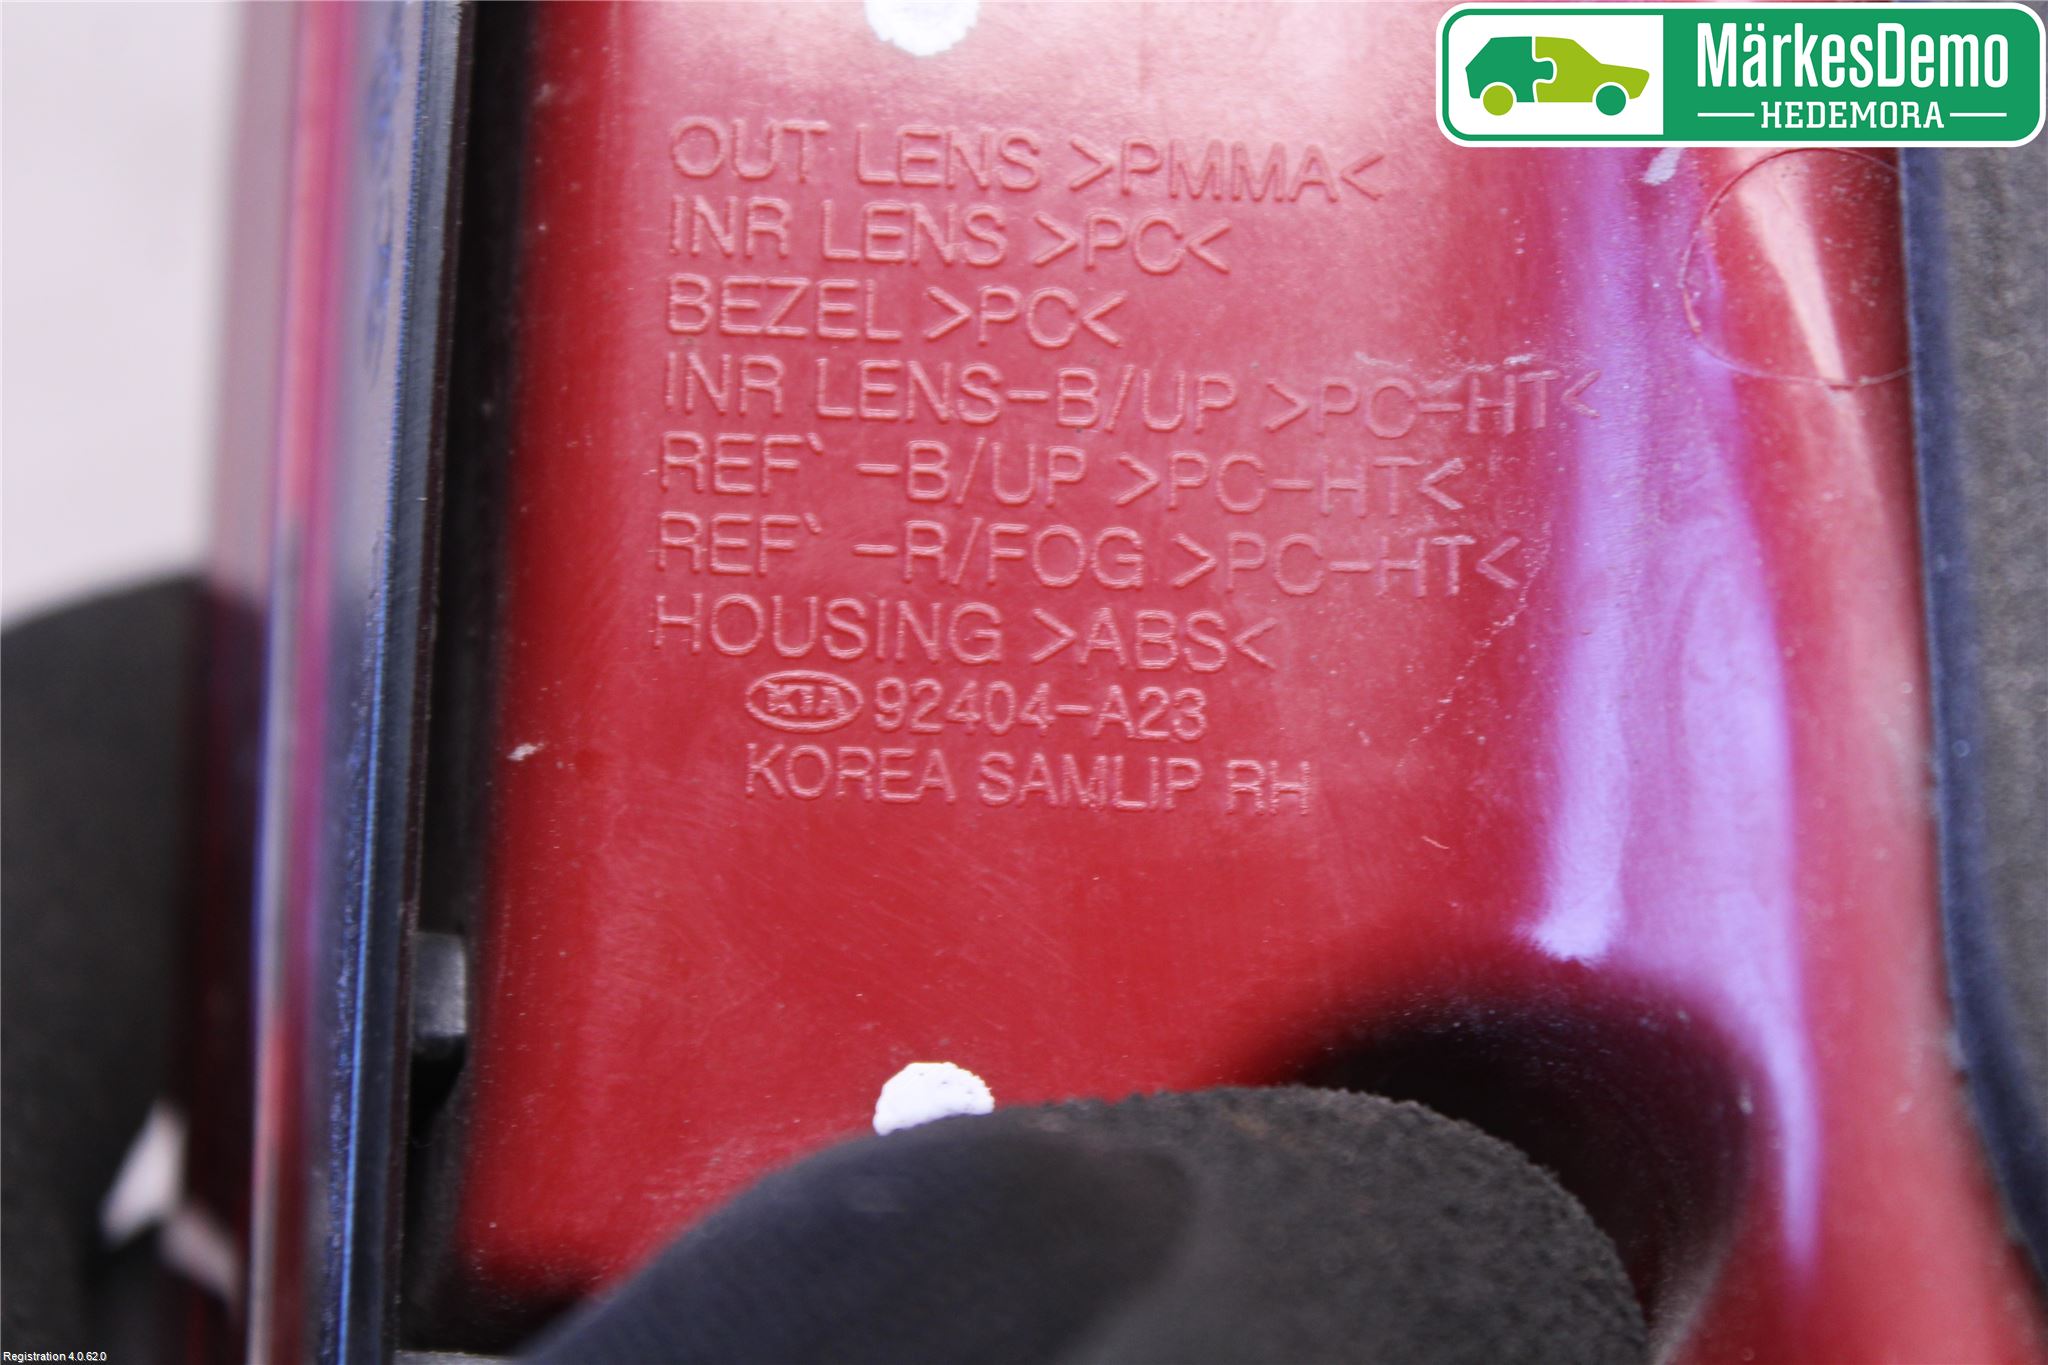 MärkesDemo
HEDEMORA
OUT LENS >PMMA<
INR LENS >PC<
BEZEL >PC<
INR LENS-B/UP >PC-HT<
REF` -B/UP >PC-HT<
REF` -R/FOG >PC-HT<
HOUSING >ABS<
KIA 92404-A23
KOREA SAMLIP RH
Registration 4.0.62.0